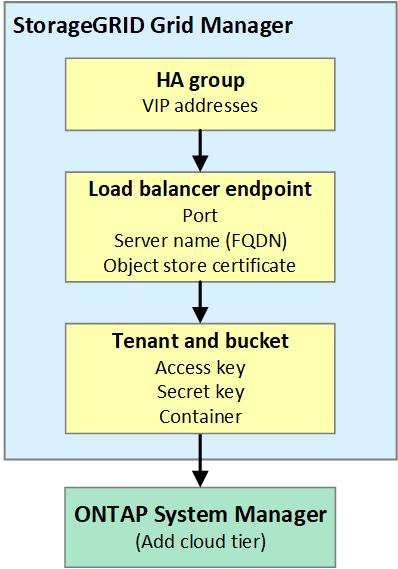 StorageGRID Grid Manager
HA group
VIP addresses
Load balancer endpoint
Port
Server name (FQDN)
Object store certificate
Tenant and bucket
Access key
Secret key
Container
ONTAP System Manager
(Add cloud tier)